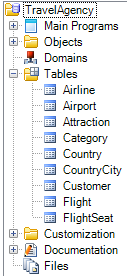 TravelAgency
Main Programs
Objects
Domains
Tables
Airline
Airport
Attraction
Category
Country
CountryCity
Customer
Flight
FlightSeat
Customization
Documentation
Files